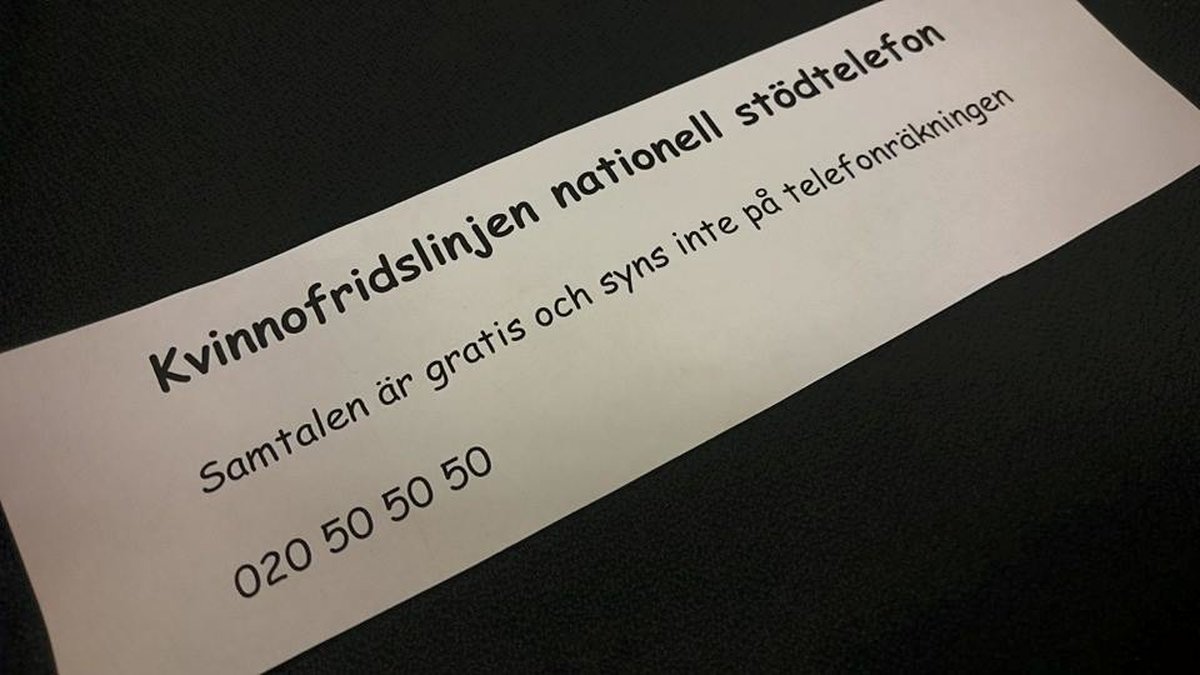 Kvinnofridslinjen nationell stödtelefon
Samtalen är gratis och syns inte på telefonräkningen
020 50 50 50